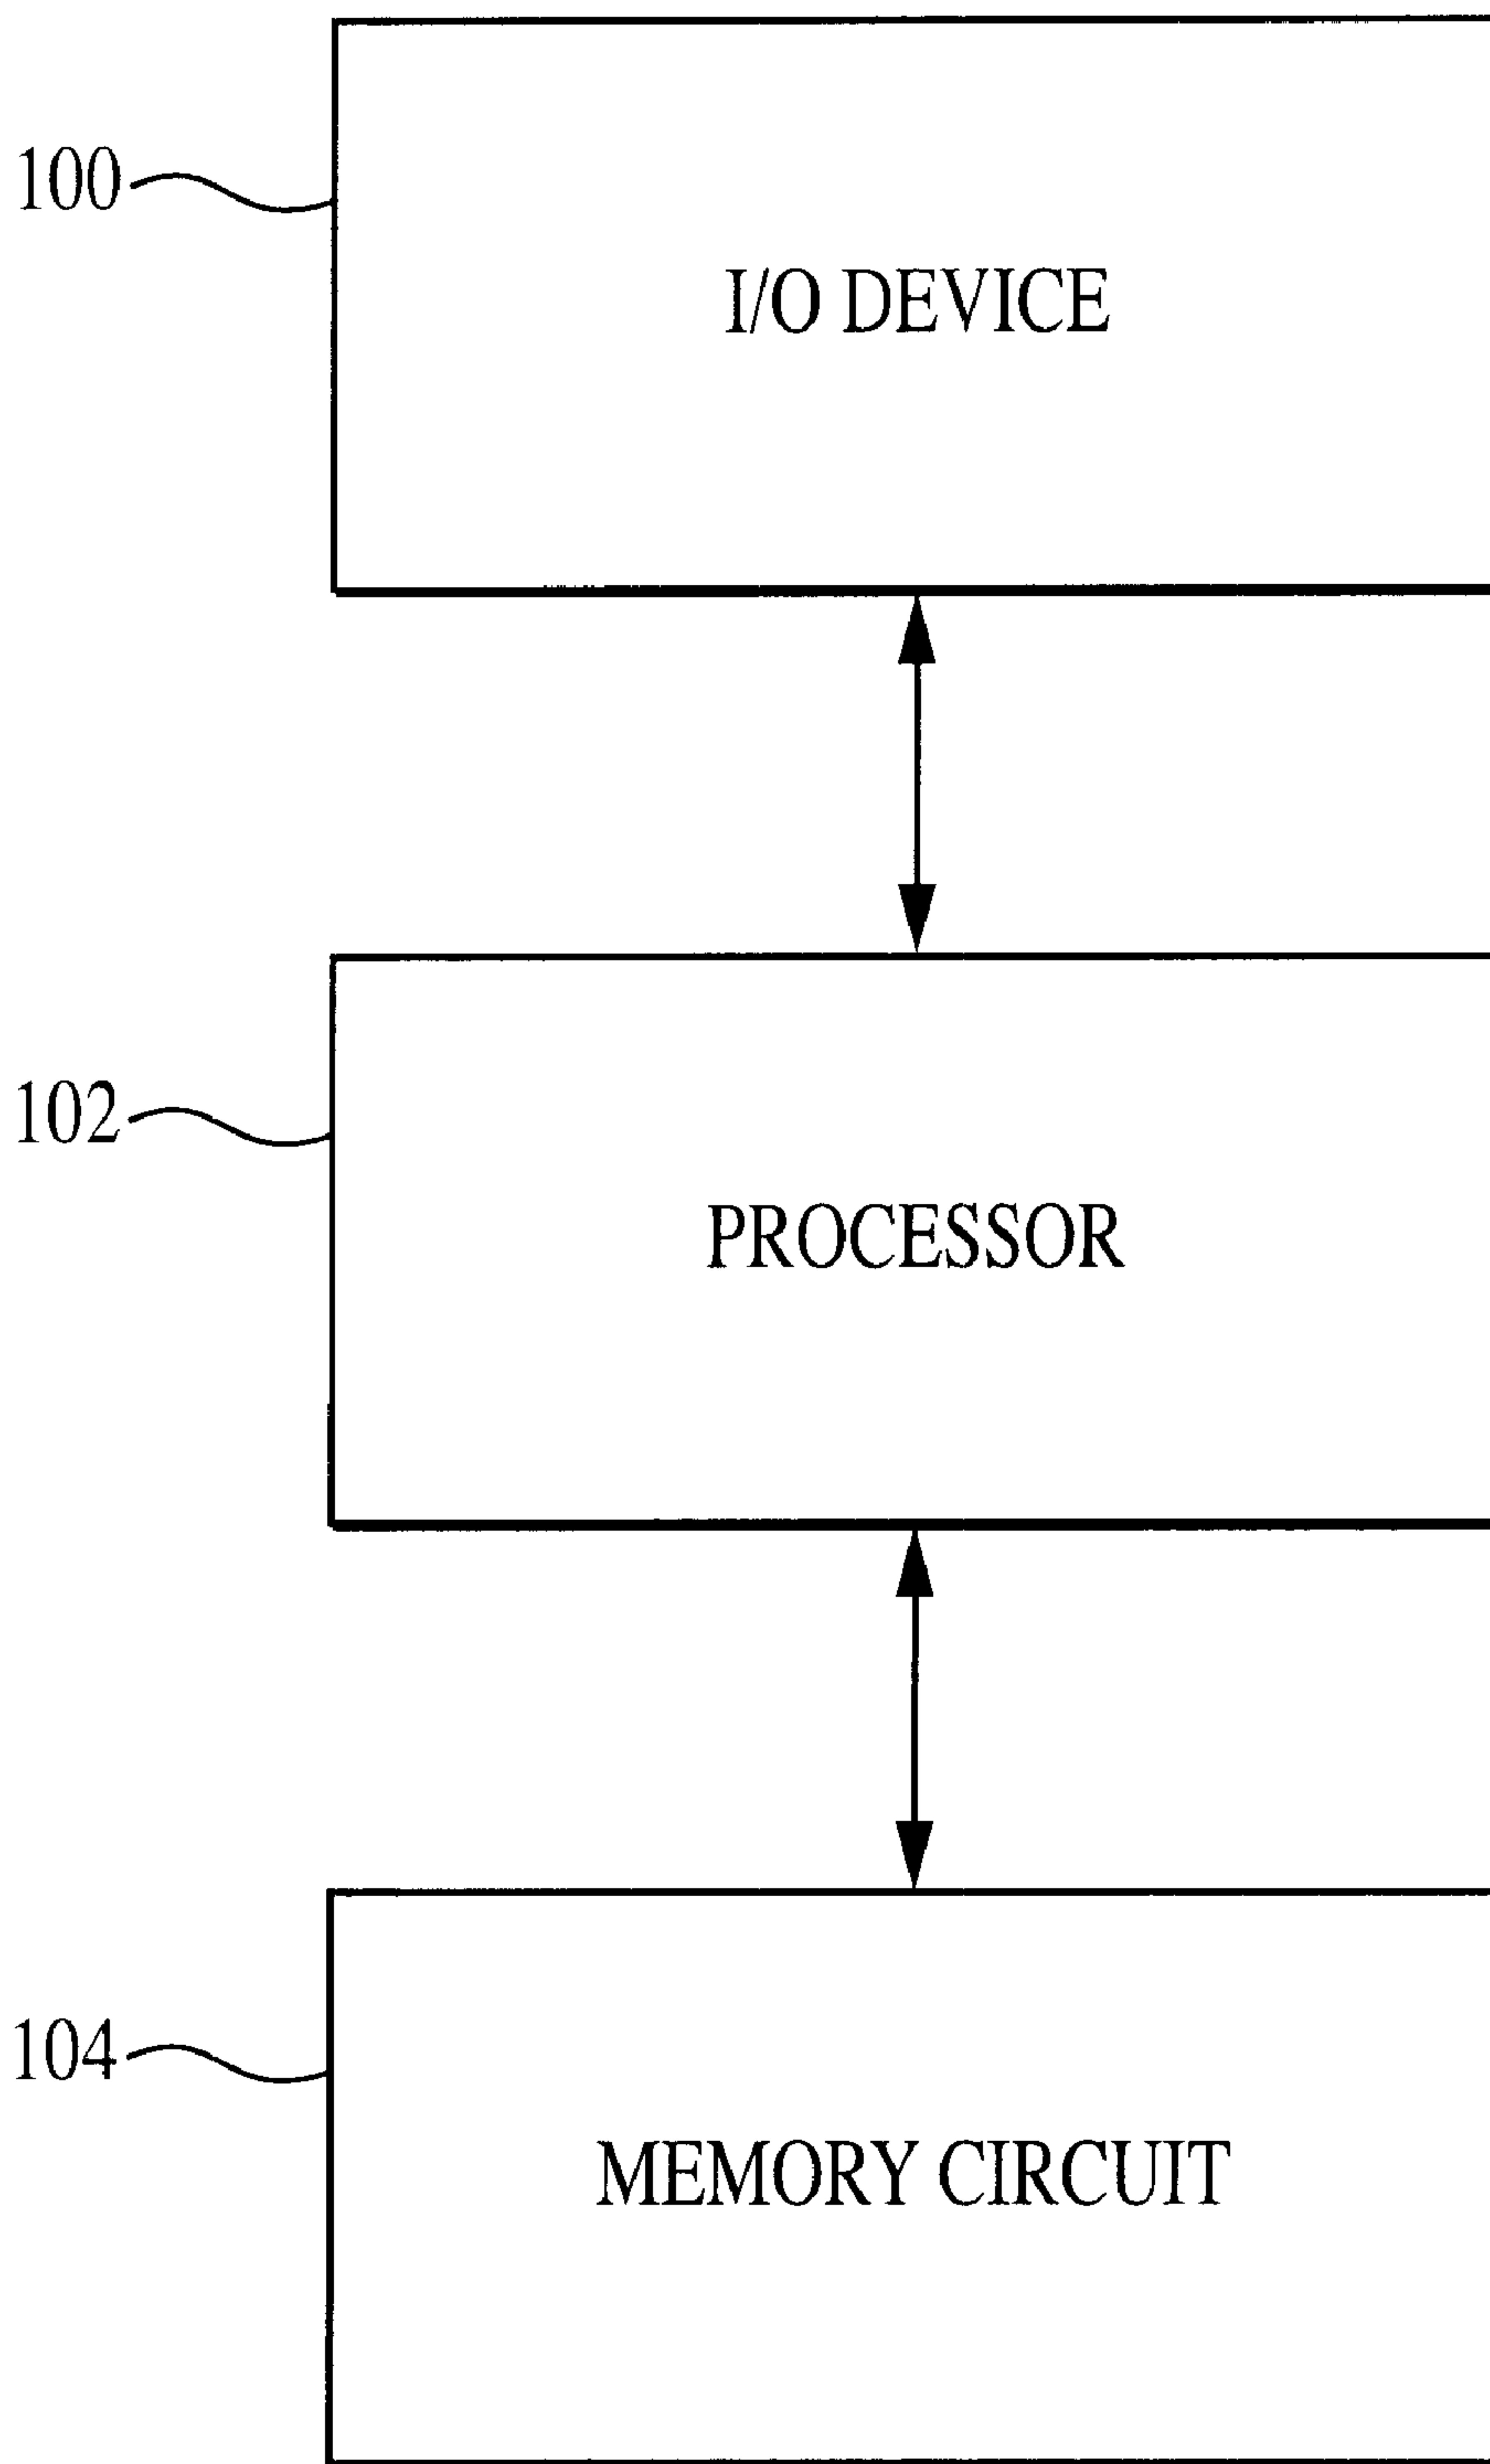 100
I/O DEVICE
102
PROCESSOR
104
MEMORY CIRCUIT